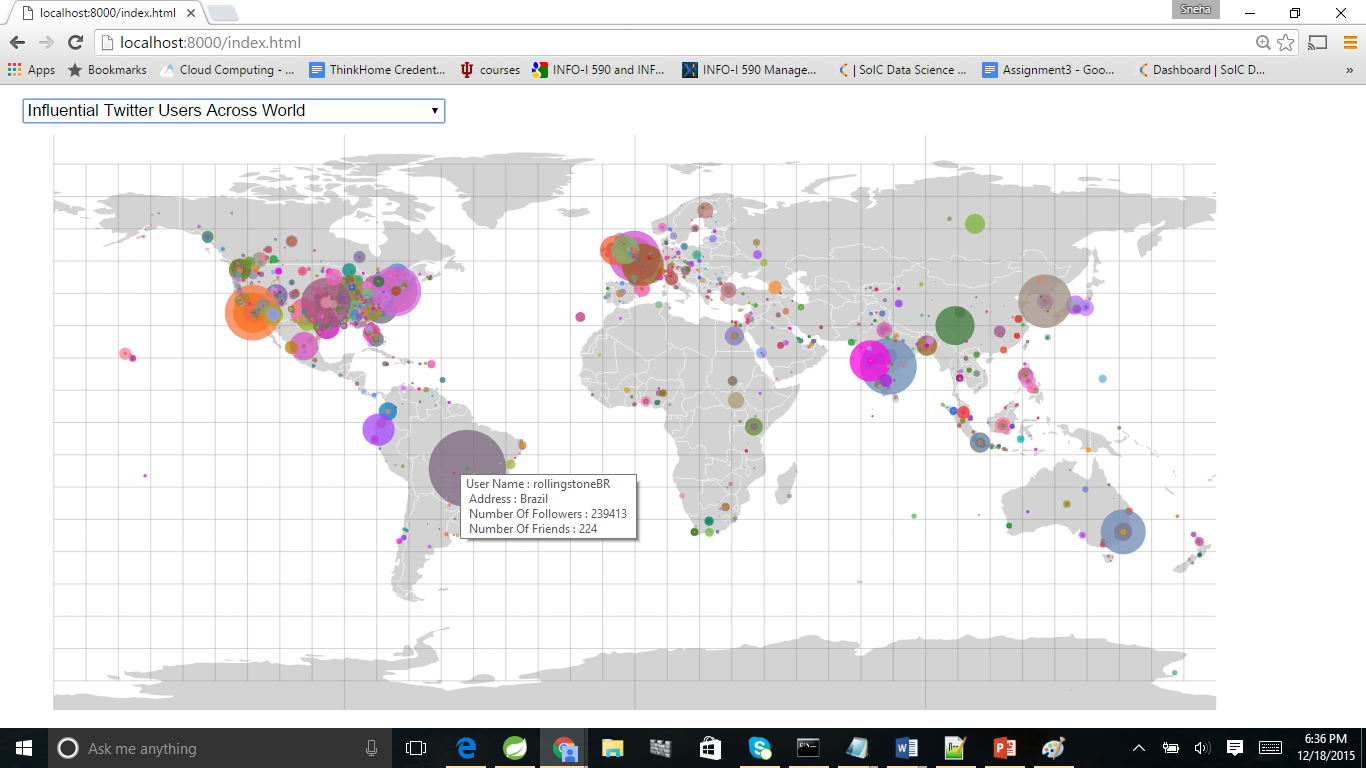 localhost:8000/index.html
Sneha
localhost:8000/index.html
Apps
Bookmarks
Cloud Computing - ...
ThinkHome Credent...
courses
INFO-I 590 and INF...
INFO-I 590 Manage...
| SoIC Data Science ...
Assignment3 - Goo...
Dashboard | SoIC D...
»
Influential Twitter Users Across World
User Name : rollingstoneBR
Address : Brazil
Number Of Followers : 239413
Number Of Friends : 224
Ask me anything
6:36 PM
12/18/2015